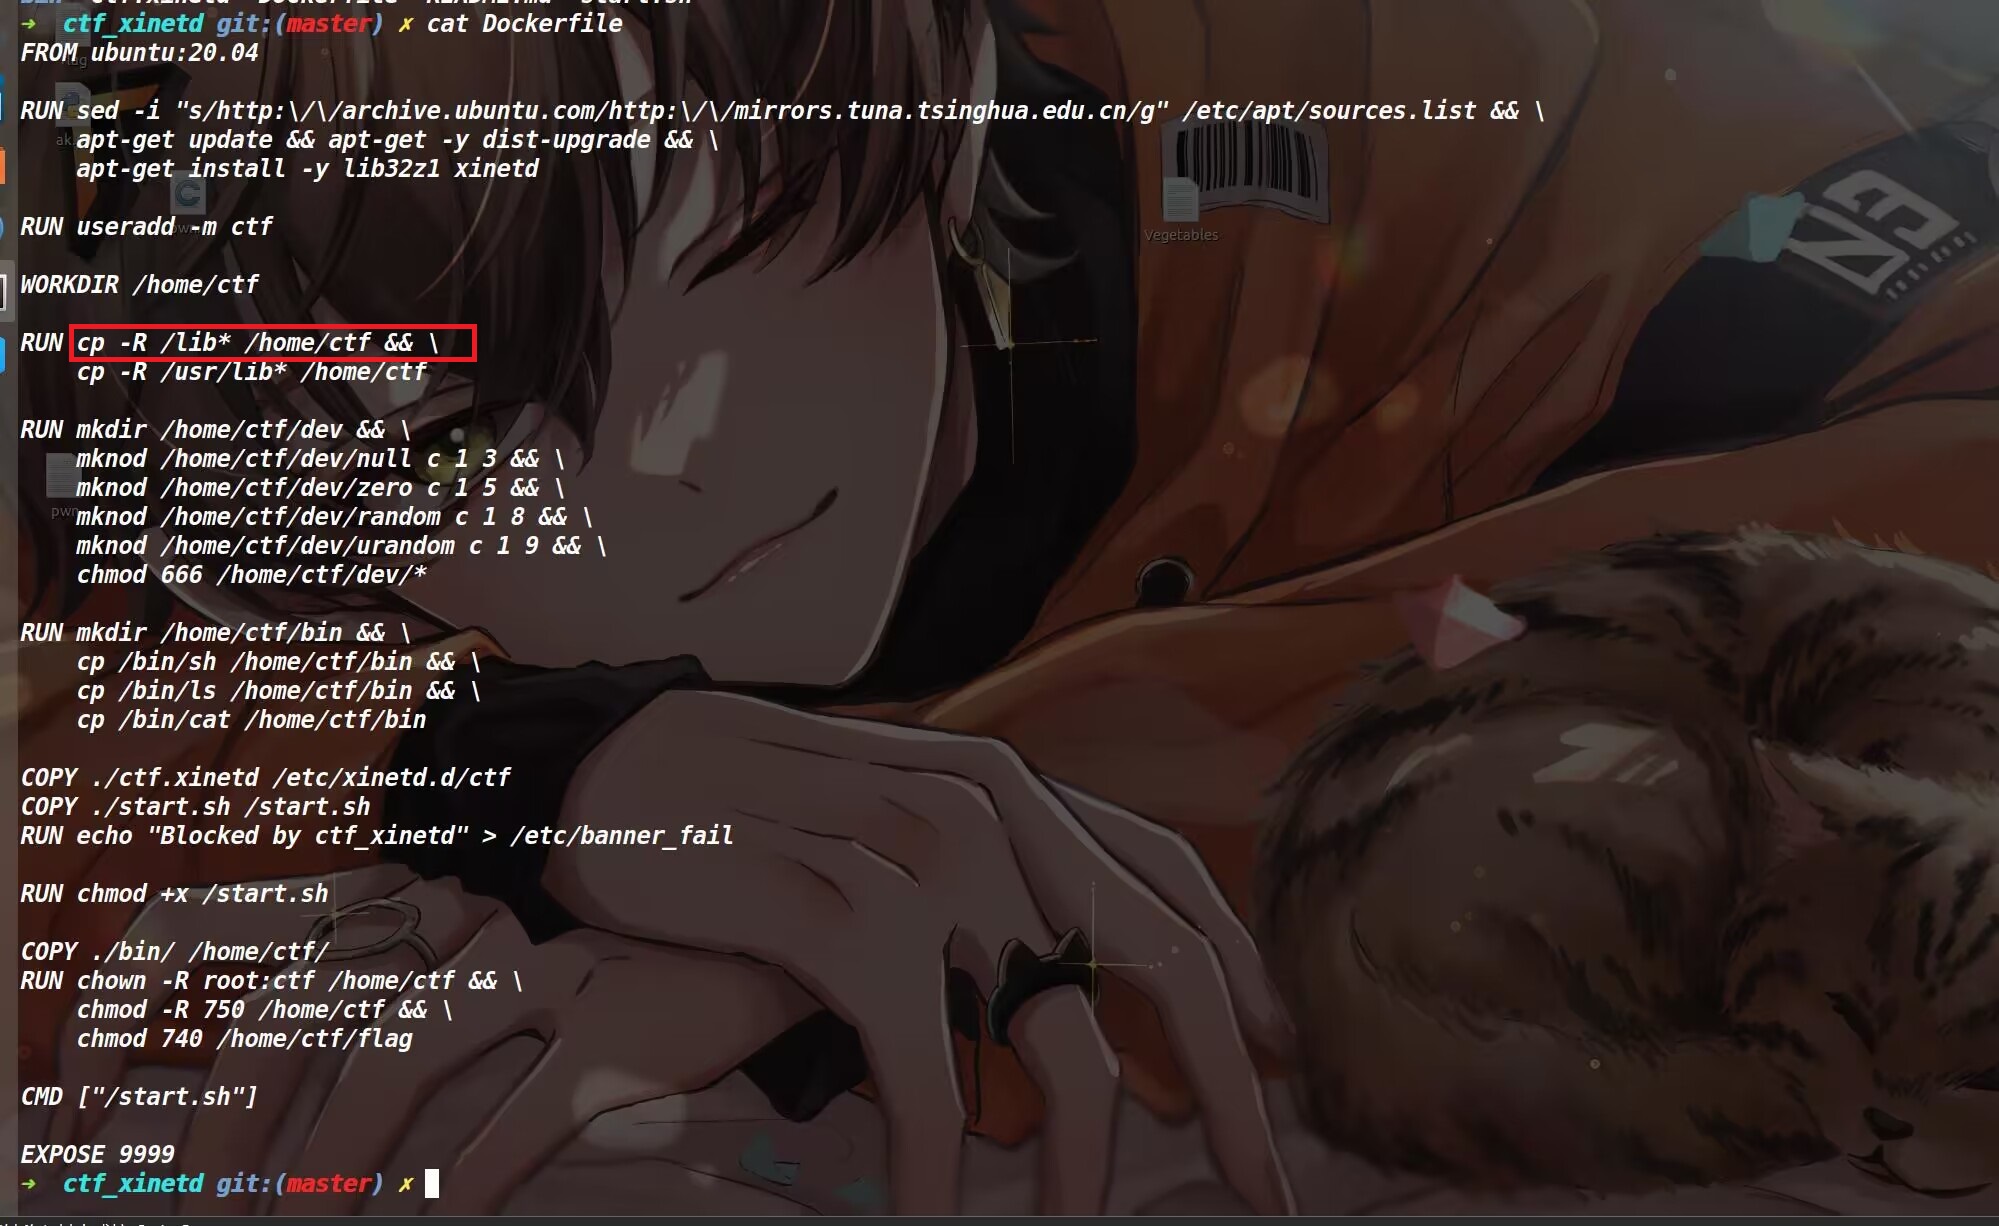 ➜  ctf_xinetd git:(master) ✗ cat Dockerfile
FROM ubuntu:20.04
RUN sed -i "s/http:\/\/archive.ubuntu.com/http:\/\/mirrors.tuna.tsinghua.edu.cn/g" /etc/apt/sources.list && \
    apt-get update && apt-get -y dist-upgrade && \
    apt-get install -y lib32z1 xinetd
RUN useradd -m ctf
Vegetables
WORKDIR /home/ctf
RUN cp -R /lib* /home/ctf && \
    cp -R /usr/lib* /home/ctf
RUN mkdir /home/ctf/dev && \
    mknod /home/ctf/dev/null c 1 3 && \
    mknod /home/ctf/dev/zero c 1 5 && \
pwn
    mknod /home/ctf/dev/random c 1 8 && \
    mknod /home/ctf/dev/urandom c 1 9 && \
    chmod 666 /home/ctf/dev/*
RUN mkdir /home/ctf/bin && \
    cp /bin/sh /home/ctf/bin && \
    cp /bin/ls /home/ctf/bin && \
    cp /bin/cat /home/ctf/bin
COPY ./ctf.xinetd /etc/xinetd.d/ctf
COPY ./start.sh /start.sh
RUN echo "Blocked by ctf_xinetd" > /etc/banner_fail
RUN chmod +x /start.sh
COPY ./bin/ /home/ctf/
RUN chown -R root:ctf /home/ctf && \
    chmod -R 750 /home/ctf && \
    chmod 740 /home/ctf/flag
CMD ["/start.sh"]
EXPOSE 9999
➜  ctf_xinetd git:(master) ✗